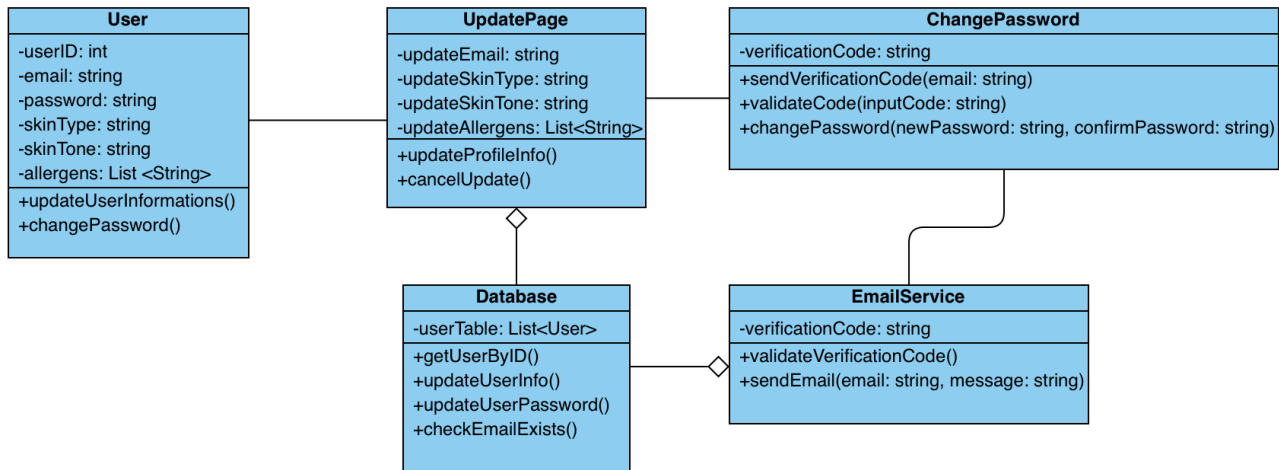 User
-userID: int
-email: string
-password: string
-skinType: string
-skinTone: string
-allergens: List <String>
+updateUserInformations()
+changePassword()
UpdatePage
-updateEmail: string
-updateSkinType: string
-updateSkinTone: string
-updateAllergens: List<String>
+updateProfileInfo()
+cancelUpdate()
ChangePassword
-verificationCode: string
+sendVerificationCode(email: string)
+validateCode(inputCode: string)
+changePassword(newPassword: string, confirmPassword: string)
Database
-userTable: List<User>
+getUserByID()
+updateUserInfo()
+updateUserPassword()
+checkEmailExists()
EmailService
-verificationCode: string
+validateVerificationCode()
+sendEmail(email: string, message: string)